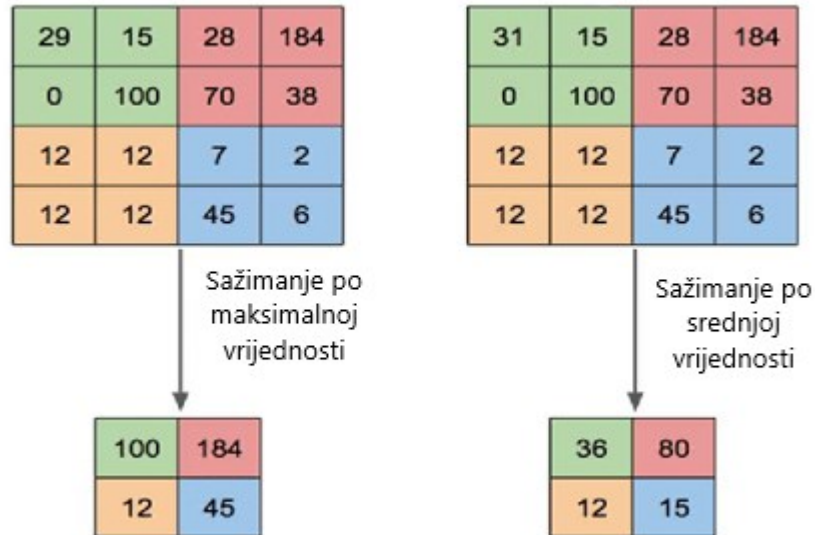 29 15 28 184
0 100 70 38
12 12 7 2
12 12 45 6
Sažimanje po
maksimalnoj
vrijednosti
100 184
12 45
31 15 28 184
0 100 70 38
12 12 7 2
12 12 45 6
Sažimanje po
srednjoj
vrijednosti
36 80
12 15